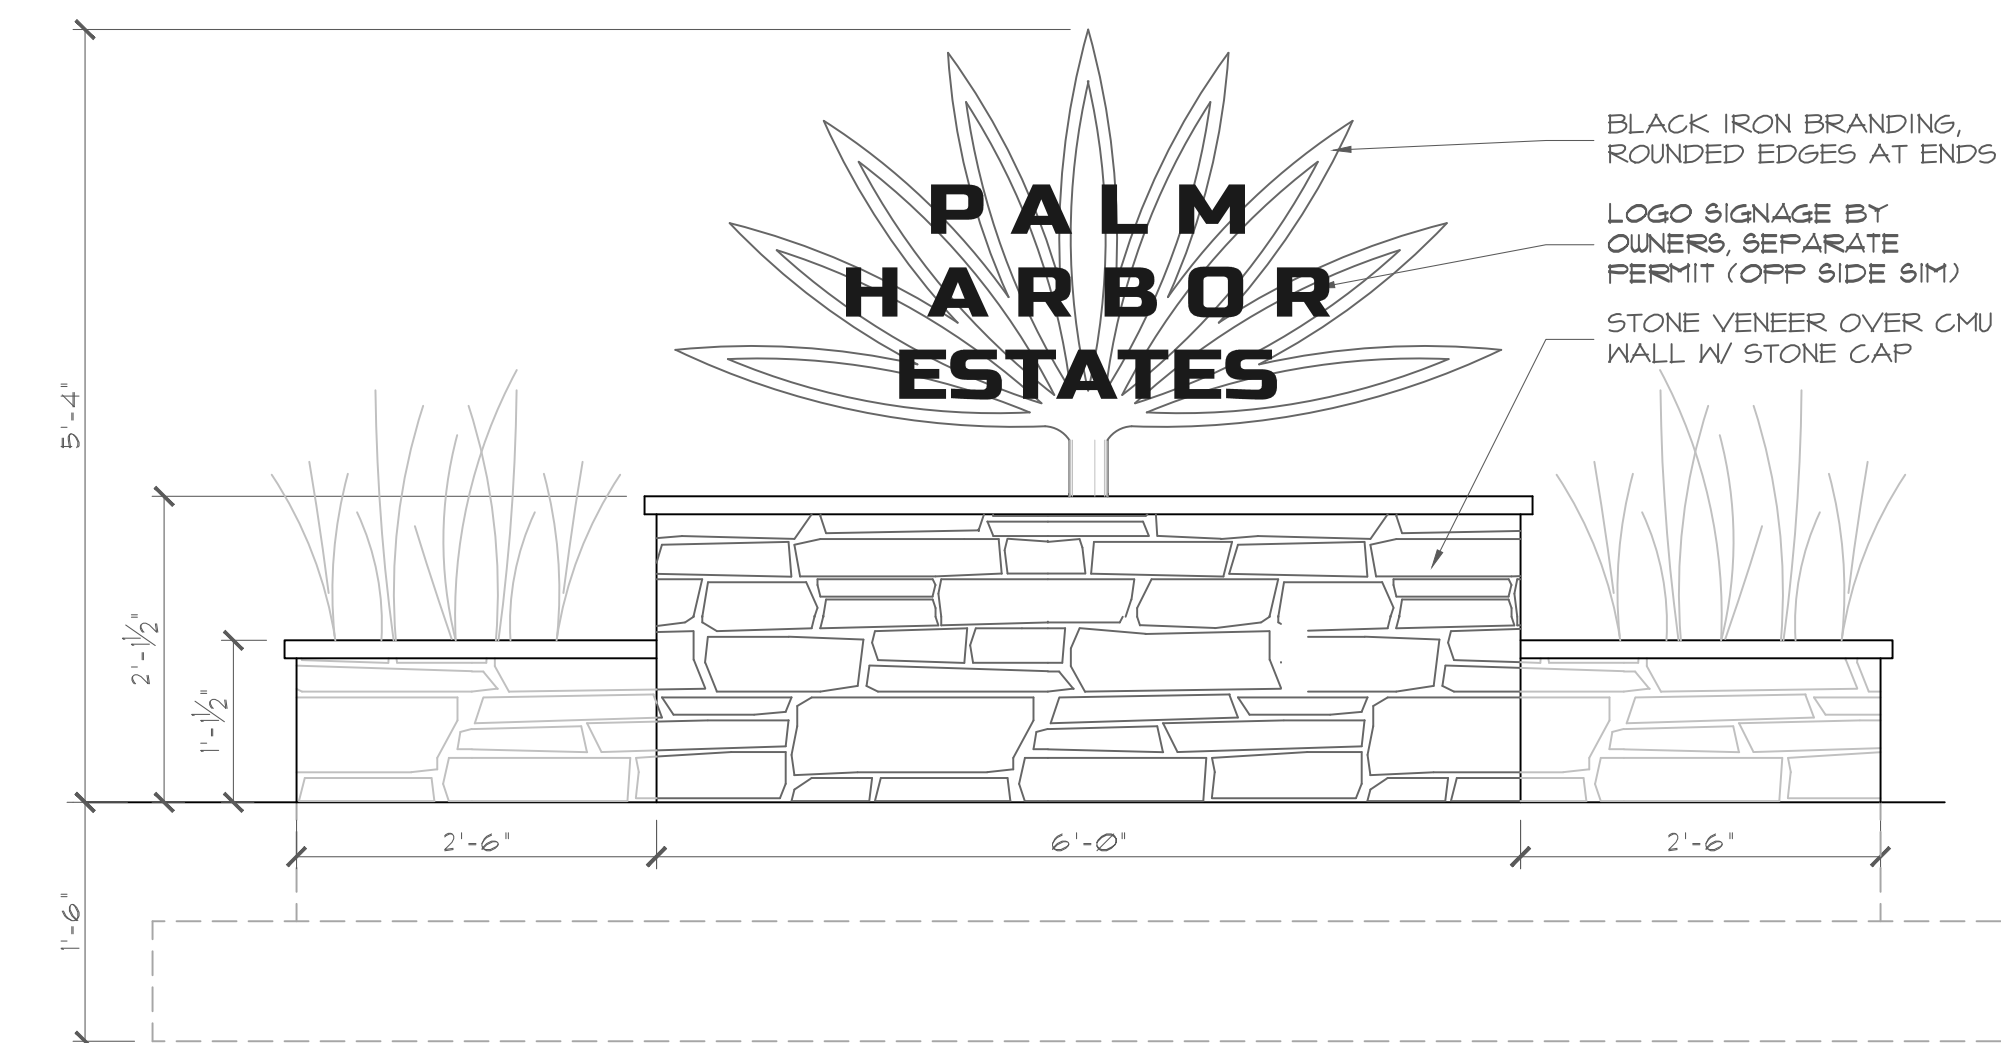 PALM
HARBOR
ESTATES
BLACK IRON BRANDING,
ROUNDED EDGES AT ENDS
LOGO SIGNAGE BY
OWNERS, SEPARATE
PERMIT (OPP SIDE SIM)
STONE VENEER OVER CMU
WALL W/ STONE CAP
5'-4"
2'-1½"
1'-1½"
2'-6"
6'-0"
2'-6"
1'-6"